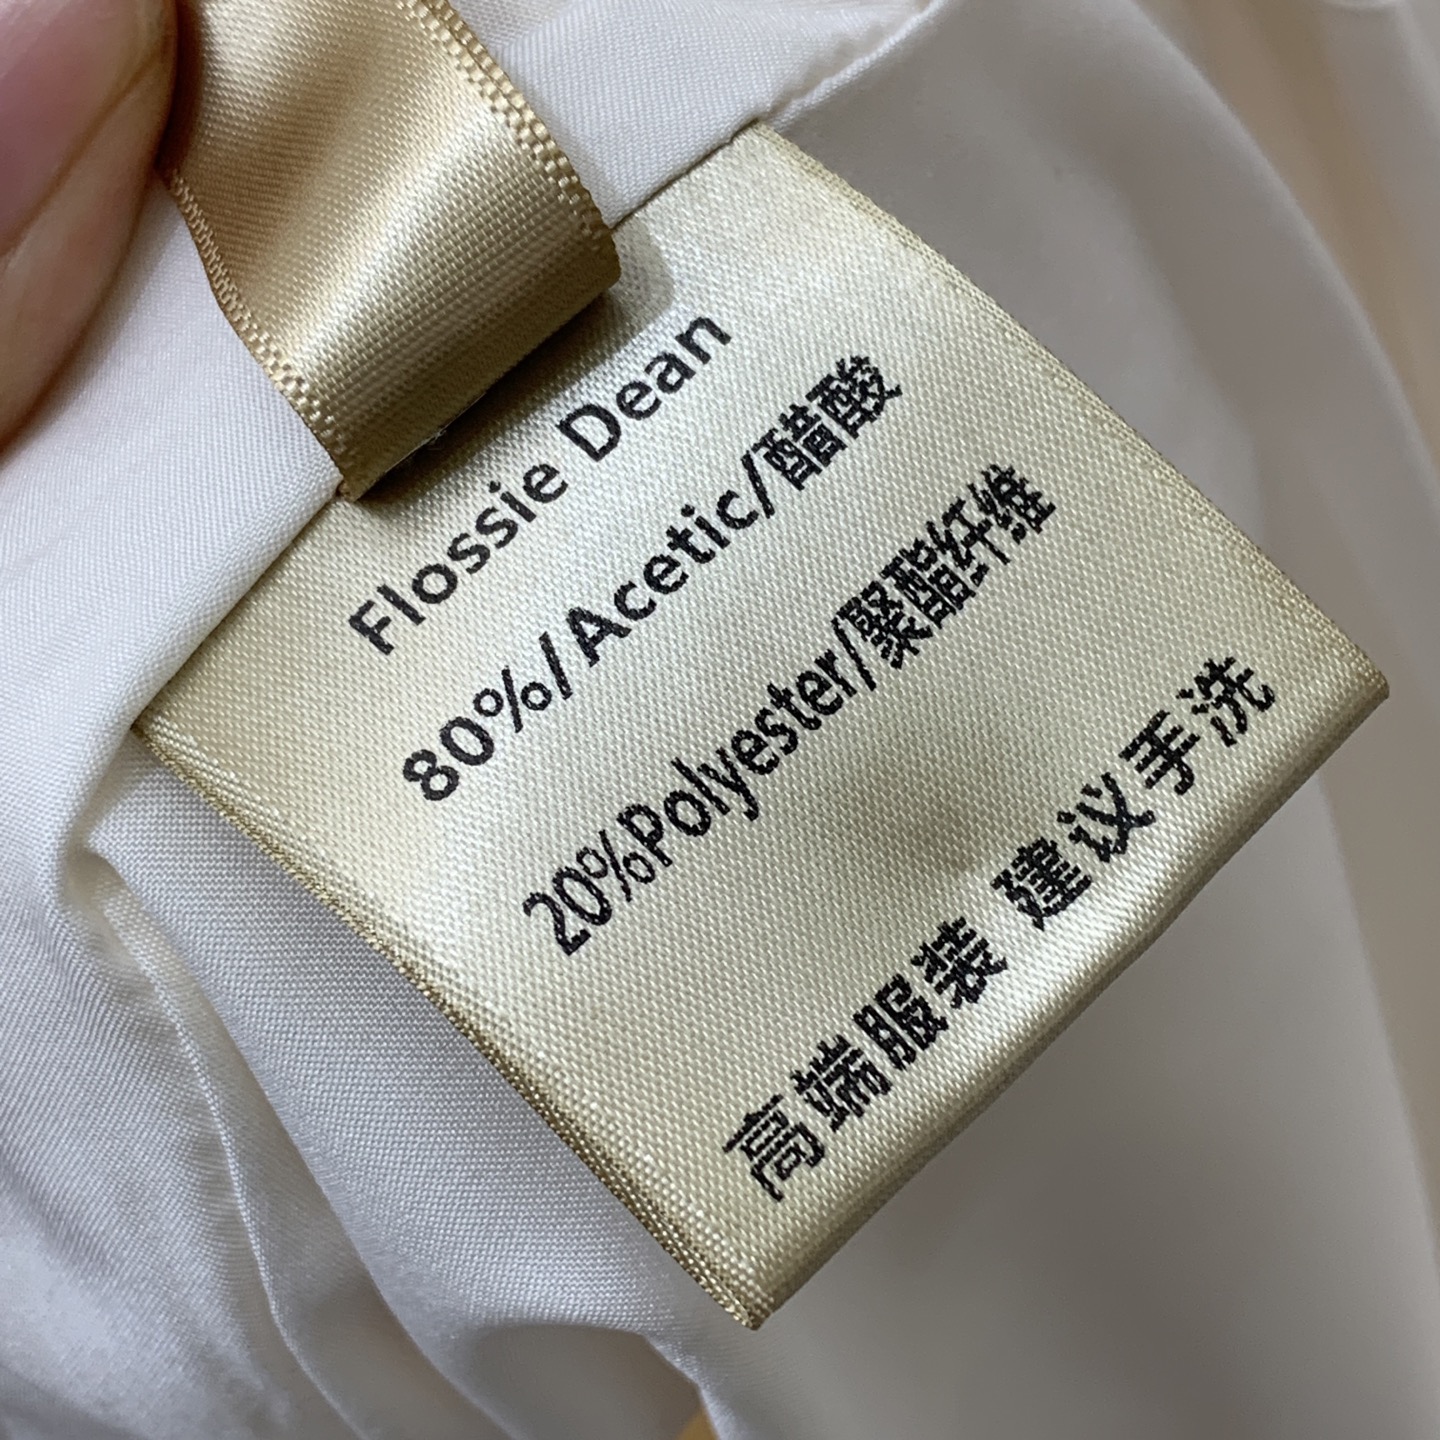 Flossie Dean
80%/Acetic/醋酸
20%Polyester/聚酯纤维
高端服装 建议手洗